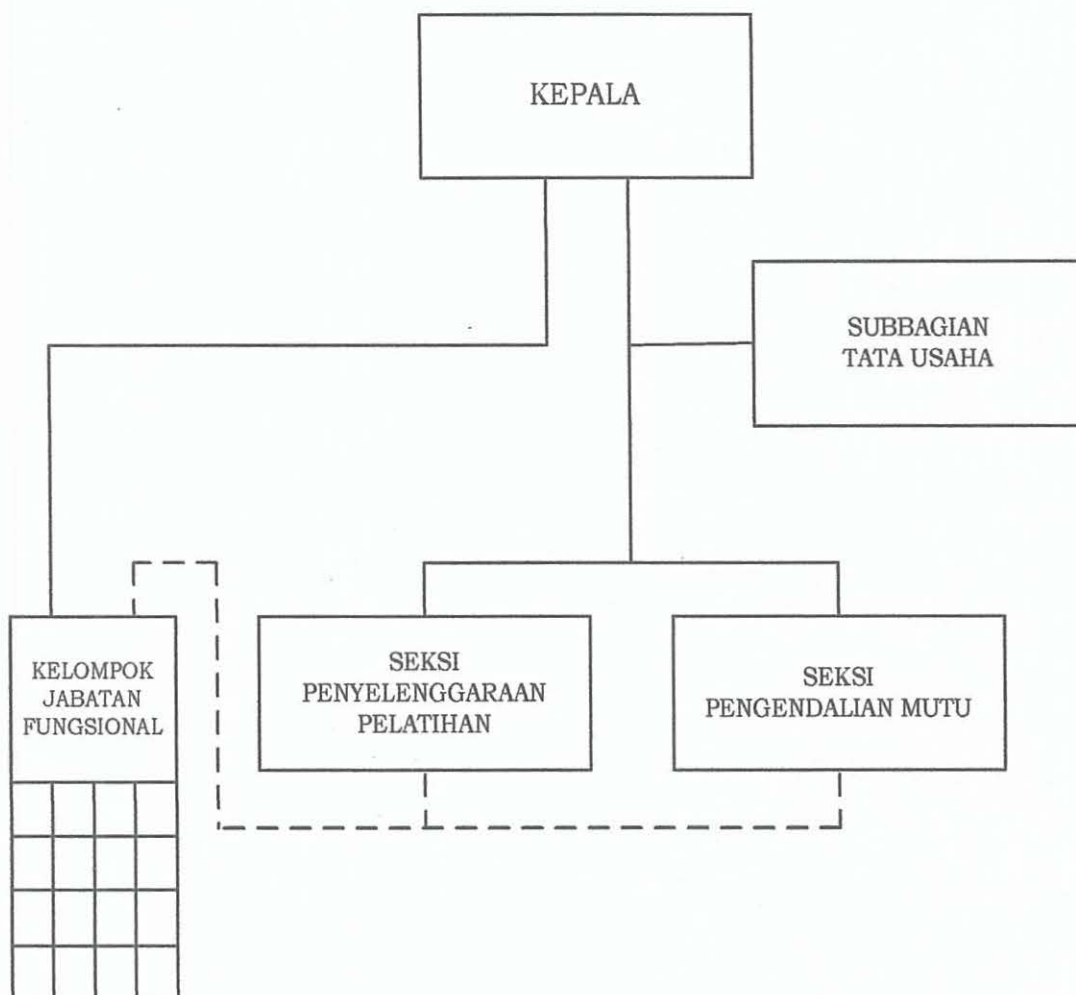 KEPALA
SUBBAGIAN
TATA USAHA
KELOMPOK
JABATAN
FUNGSIONAL
SEKSI
PENYELENGGARAAN
PELATIHAN
SEKSI
PENGENDALIAN MUTU